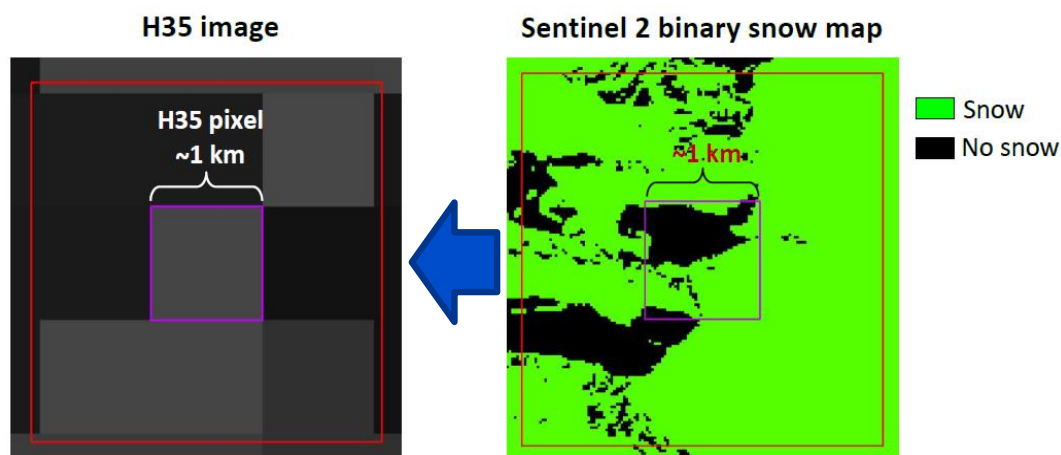 H35 image
Sentinel 2 binary snow map
H35 pixel
~1 km
~1 km
Snow
No snow